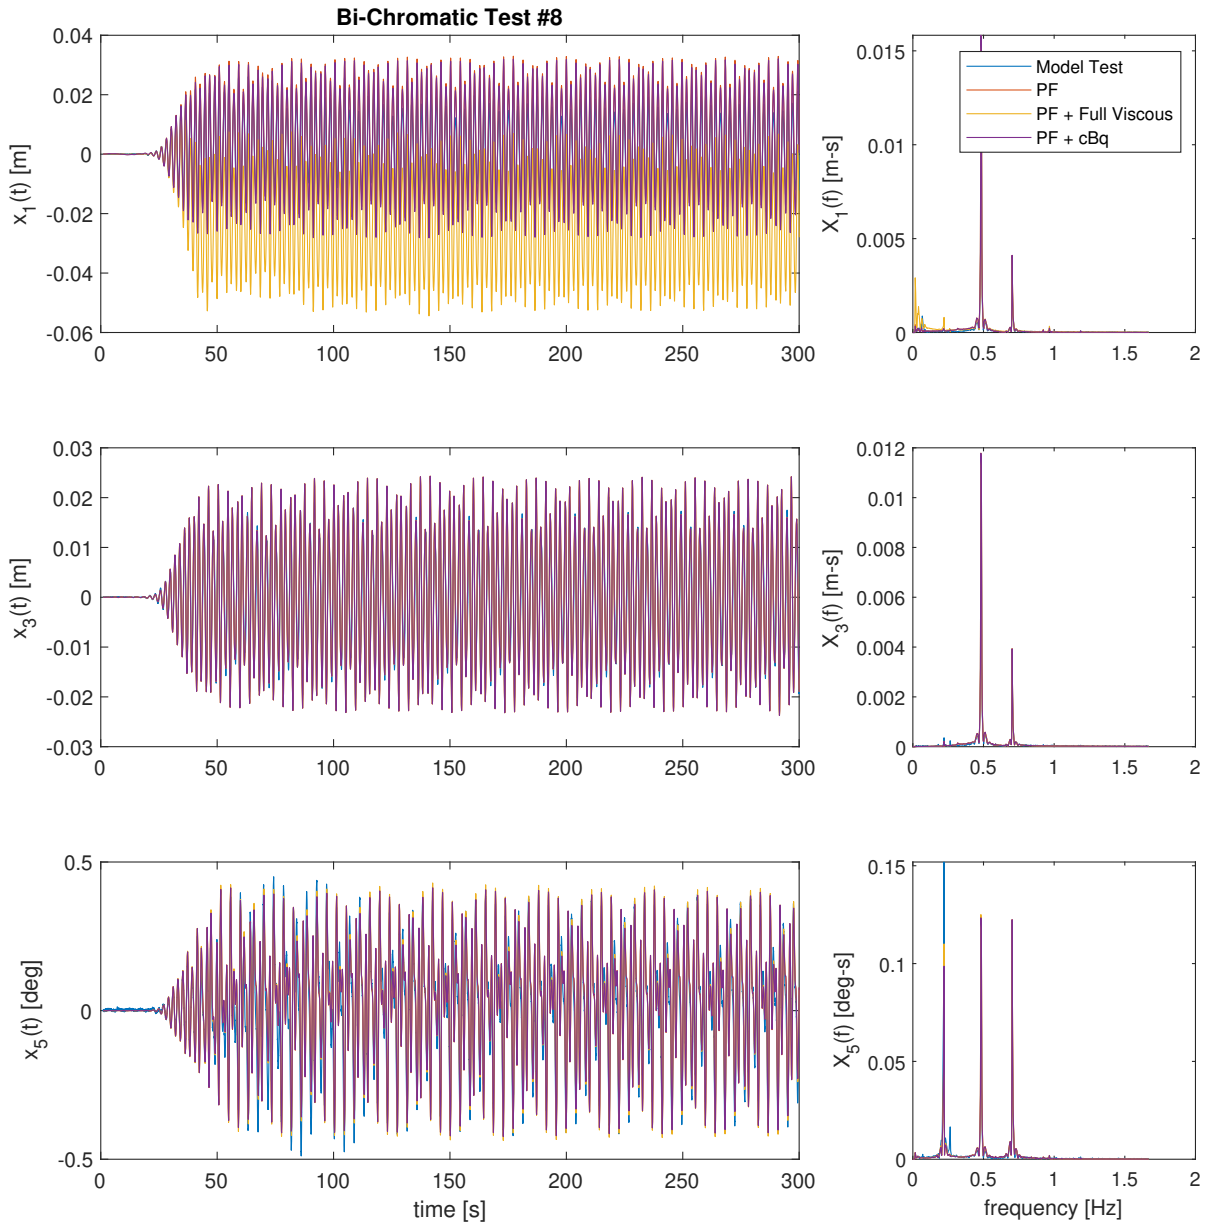 Bi-Chromatic Test #8
x_1(t) [m]
0.04
0.02
0
-0.02
-0.04
-0.06
0 50 100 150 200 250 300
X_1(f) [m-s]
0.015
0.01
0.005
0
0 0.5 1 1.5 2
Model Test
PF
PF + Full Viscous
PF + cBq
x_3(t) [m]
0.03
0.02
0.01
0
-0.01
-0.02
-0.03
0 50 100 150 200 250 300
X_3(f) [m-s]
0.012
0.01
0.008
0.006
0.004
0.002
0
0 0.5 1 1.5 2
x_5(t) [deg]
0.5
0
-0.5
0 50 100 150 200 250 300
time [s]
X_5(f) [deg-s]
0.15
0.1
0.05
0
0 0.5 1 1.5 2
frequency [Hz]